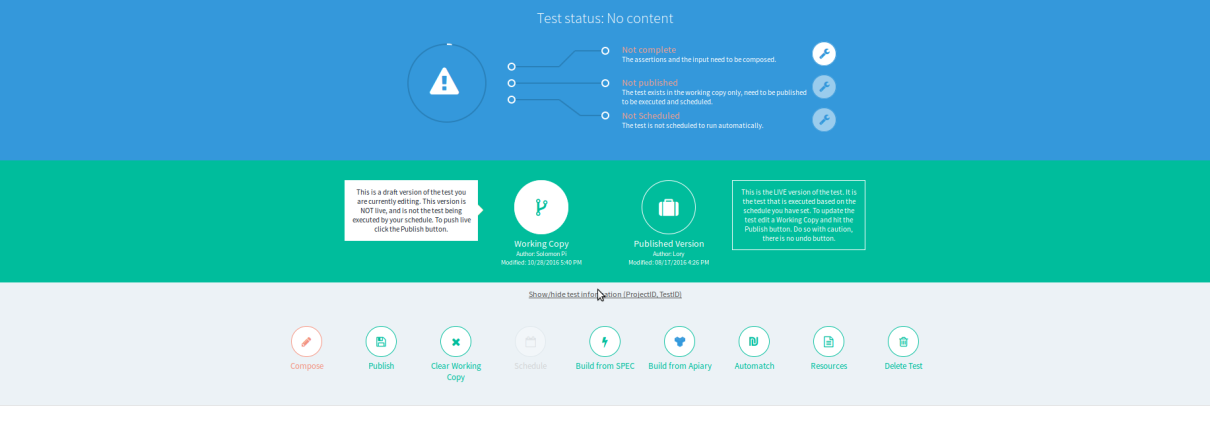 Test status: No content
Not complete
The assertions and the input need to be composed.
Not published
The test exists in the working copy only, need to be published
to be executed and scheduled.
Not Scheduled
The test is not scheduled to run automatically.
This is a draft version of the test you
are currently editing. This version is
NOT live, and is not the test being
executed by your schedule. To push live
click the Publish button.
Working Copy
Author: Solomon Pi
Modified: 10/28/2016 5:40 PM
Published Version
Author: Lory
Modified: 08/17/2016 4:26 PM
This is the LIVE version of the test. It is
the test that is executed based on the
schedule you have set. To update the
test edit a Working Copy and hit the
Publish button. Do so with caution,
there is no undo button.
Show/hide test information (ProjectID, TestID)
Compose
Publish
Clear Working
Copy
Schedule
Build from SPEC
Build from Apiary
Automatch
Resources
Delete Test